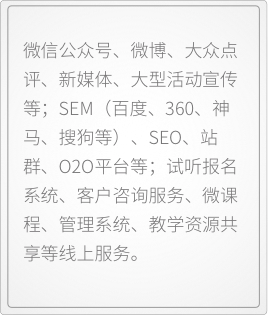 微信公众号、微博、大众点
评、新媒体、大型活动宣传
等；SEM（百度、360、神
马、搜狗等）、SEO、站
群、O2O平台等；试听报名
系统、客户咨询服务、微课
程、管理系统、教学资源共
享等线上服务。